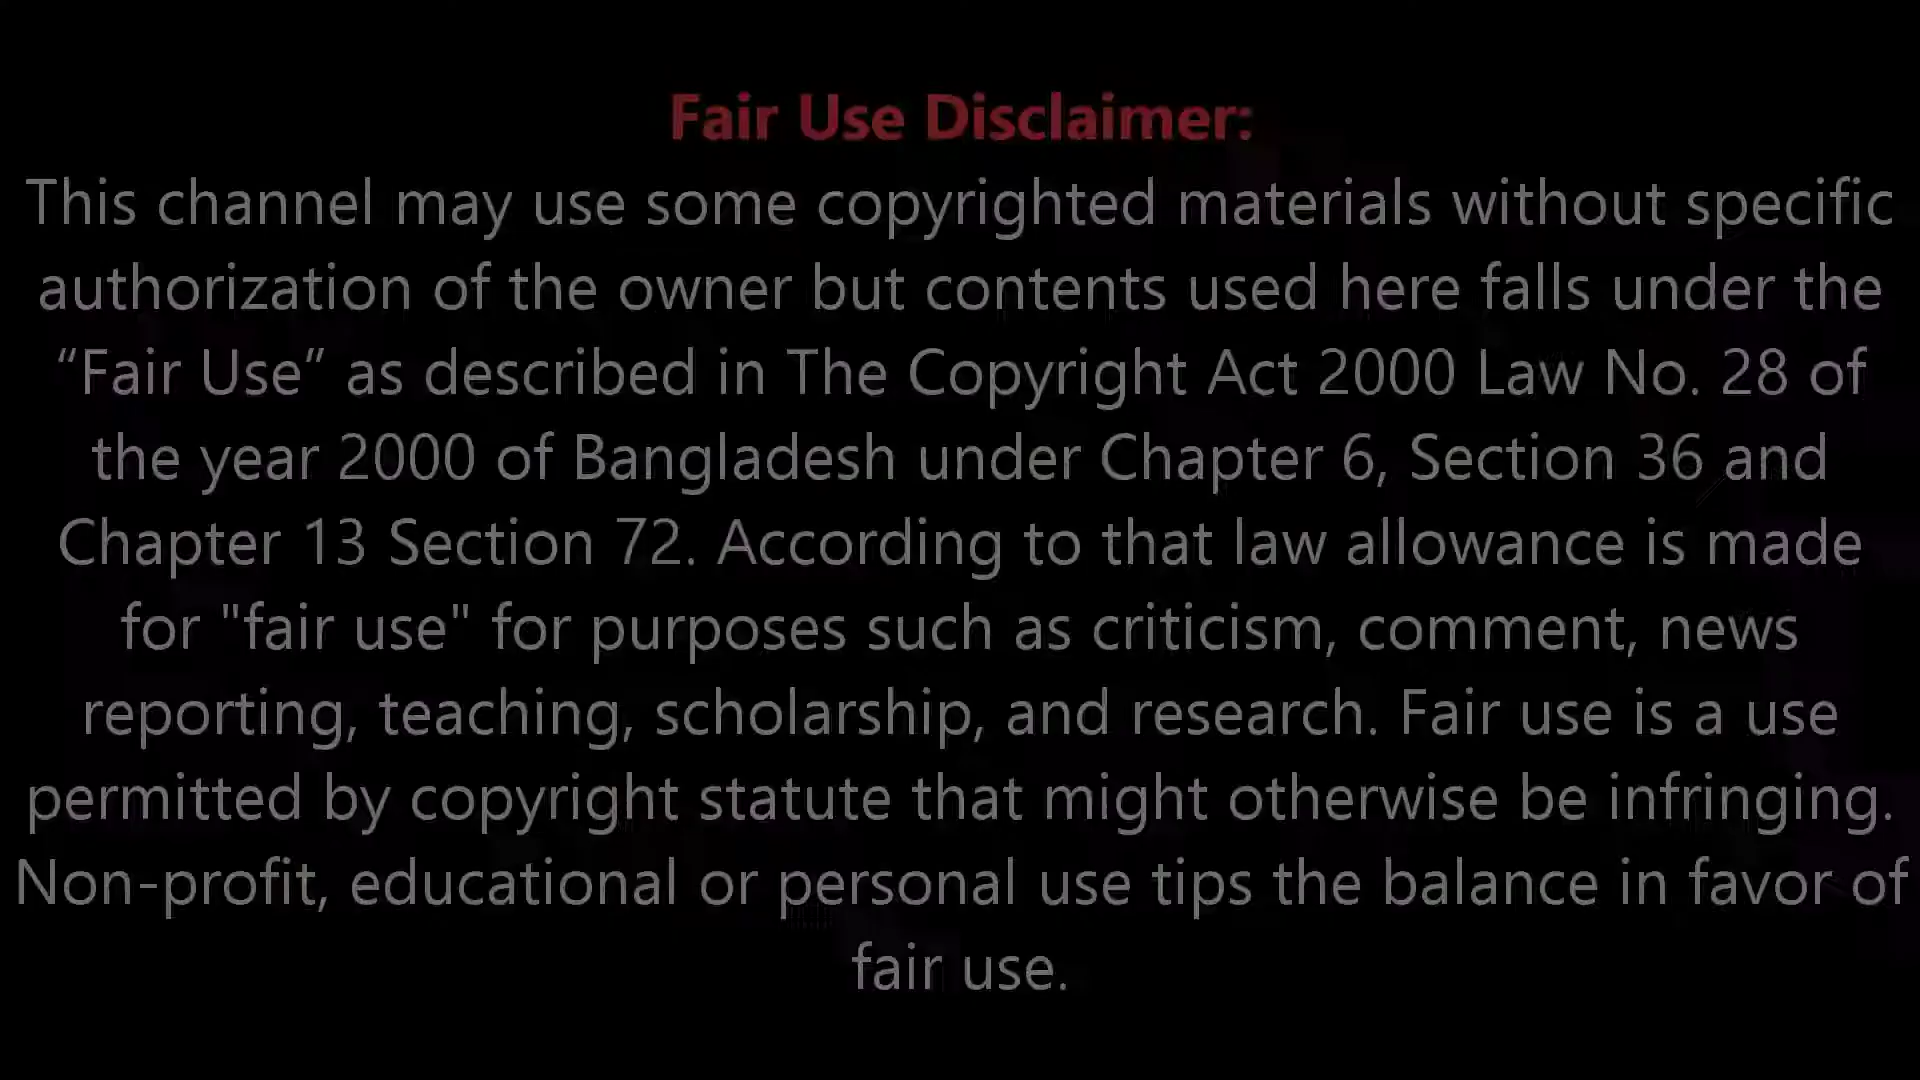 Fair Use Disclaimer:
This channel may use some copyrighted materials without specific
authorization of the owner but contents used here falls under the
“Fair Use” as described in The Copyright Act 2000 Law No. 28 of
the year 2000 of Bangladesh under Chapter 6, Section 36 and
Chapter 13 Section 72. According to that law allowance is made
for "fair use" for purposes such as criticism, comment, news
reporting, teaching, scholarship, and research. Fair use is a use
permitted by copyright statute that might otherwise be infringing.
Non-profit, educational or personal use tips the balance in favor of
fair use.